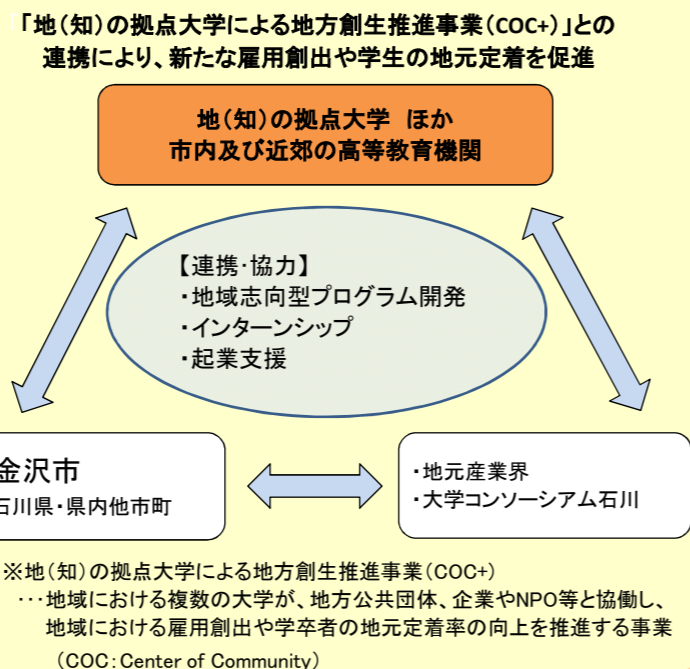 「地(知)の拠点大学による地方創生推進事業(COC+)」との
連携により、新たな雇用創出や学生の地元定着を促進
地(知)の拠点大学 ほか
市内及び近郊の高等教育機関
【連携・協力】
・地域志向型プログラム開発
・インターンシップ
・起業支援
金沢市
石川県・県内他市町
・地元産業界
・大学コンソーシアム石川
※地(知)の拠点大学による地方創生推進事業(COC+)
…地域における複数の大学が、地方公共団体、企業やNPO等と協働し、
地域における雇用創出や学卒者の地元定着率の向上を推進する事業
(COC:Center of Community)